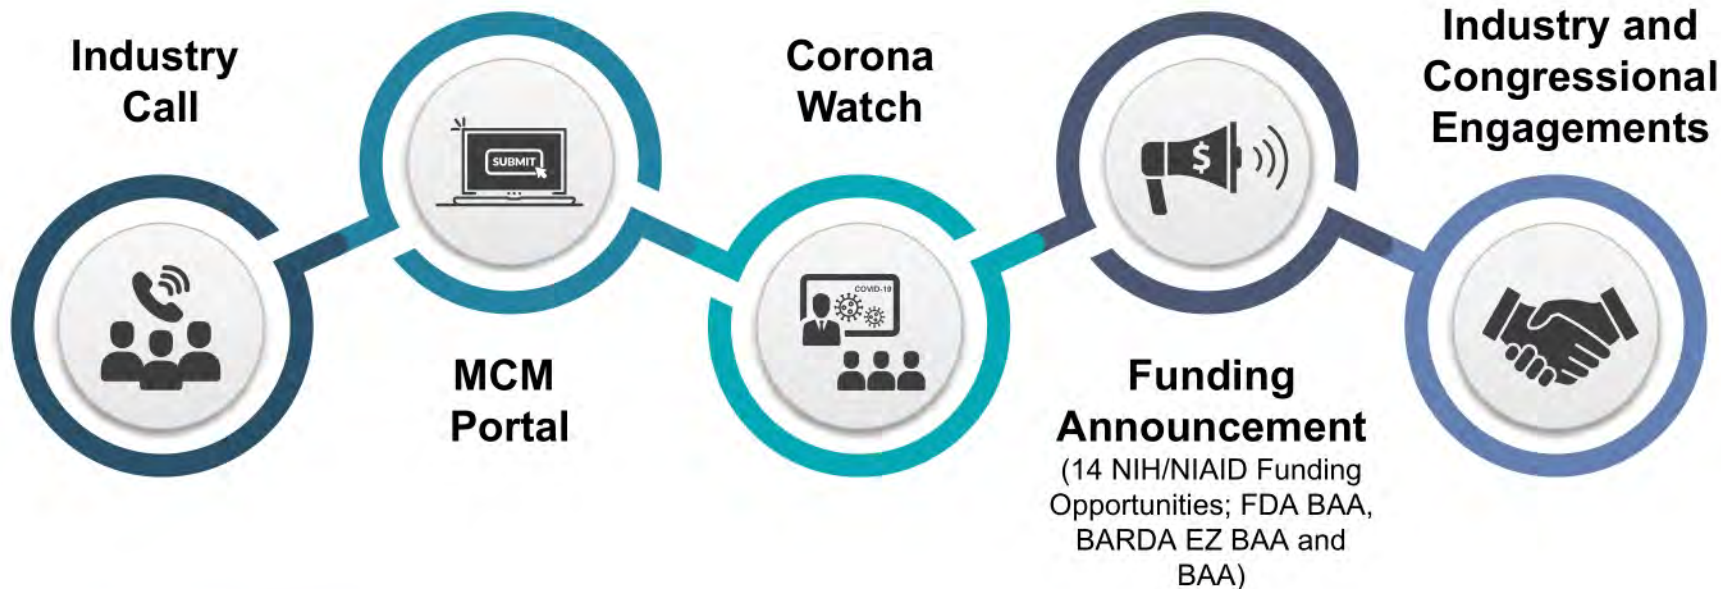 Industry
Call
SUBMIT
MCM
Portal
Corona
Watch
COVID-19
$
Funding
Announcement
(14 NIH/NIAID Funding
Opportunities; FDA BAA,
BARDA EZ BAA and
BAA)
Industry and
Congressional
Engagements